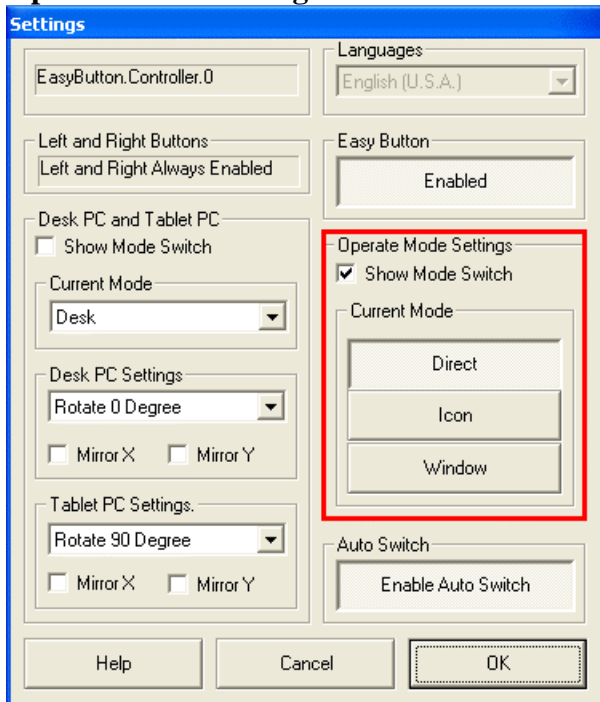 Settings
EasyButton.Controller.0
Languages
English (U.S.A.)
Left and Right Buttons
Left and Right Always Enabled
Easy Button
Enabled
Desk PC and Tablet PC
Show Mode Switch
Current Mode
Desk
Desk PC Settings
Rotate 0 Degree
Mirror X Mirror Y
Tablet PC Settings.
Rotate 90 Degree
Mirror X Mirror Y
Operate Mode Settings
Show Mode Switch
Current Mode
Direct
Icon
Window
Auto Switch
Enable Auto Switch
Help Cancel OK